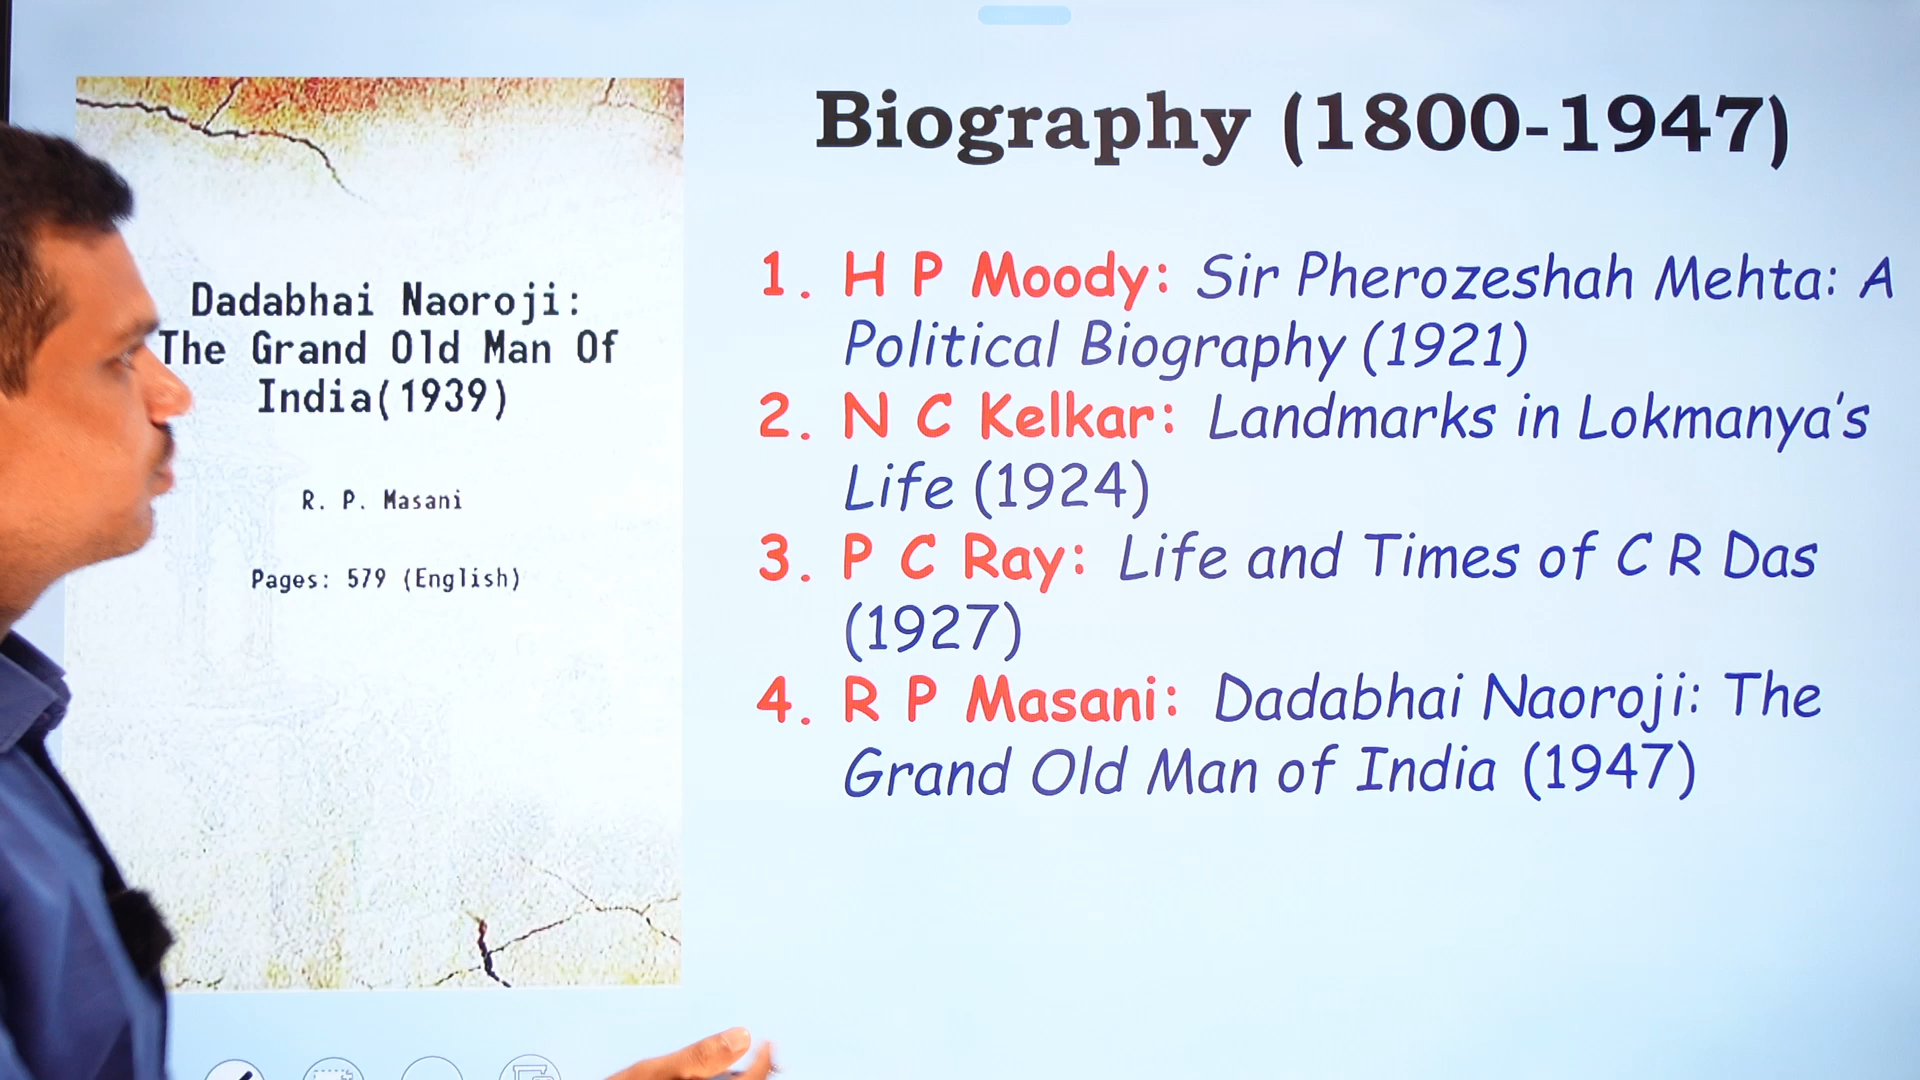 Dadabhai Naoroji:
The Grand Old Man Of
India(1939)
R. P. Masani
Pages: 579 (English)
Biography (1800-1947)
1. H P Moody: Sir Pherozeshah Mehta: A
Political Biography (1921)
2. N C Kelkar: Landmarks in Lokmanya's
Life (1924)
3. P C Ray: Life and Times of C R Das
(1927)
4. R P Masani: Dadabhai Naoroji: The
Grand Old Man of India (1947)